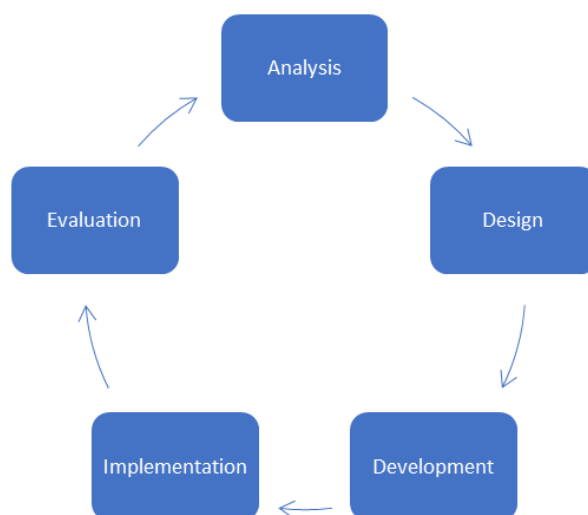 Analysis
Design
Development
Implementation
Evaluation